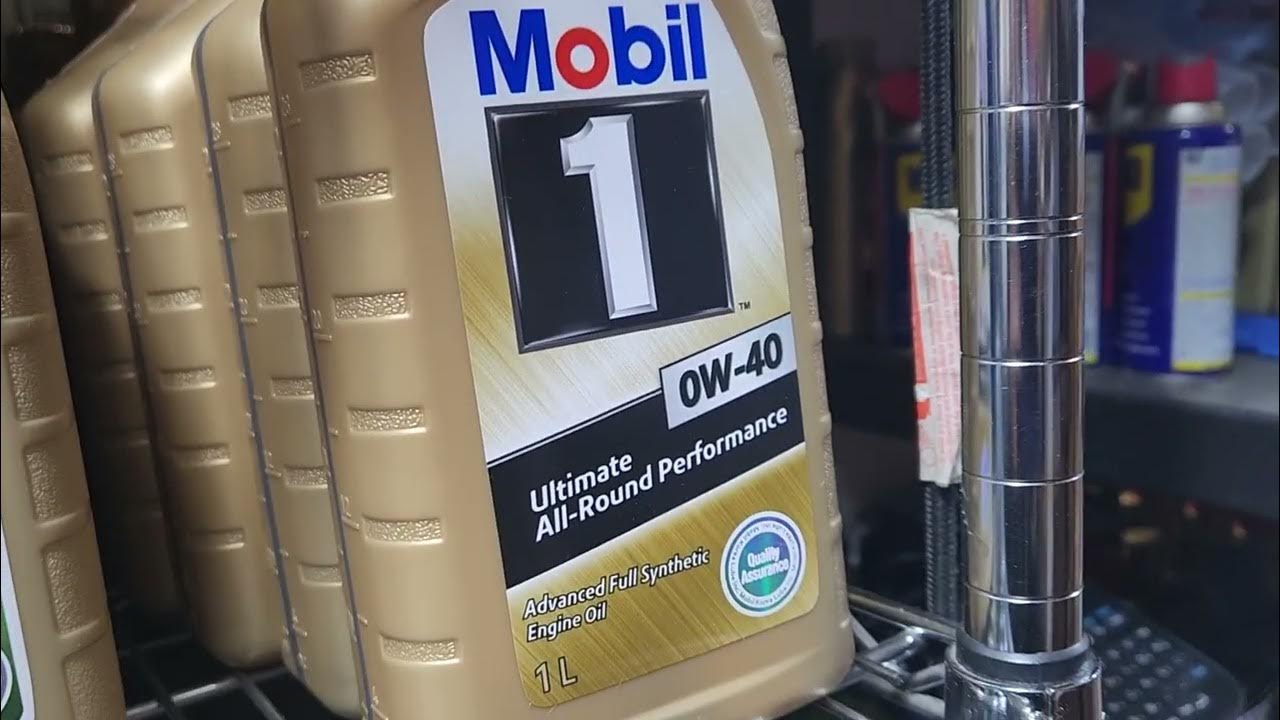 Mobil
1
™
0W-40
Ultimate
All-Round Performance
Advanced Full Synthetic
Engine Oil
Quality
Assurance
1 L